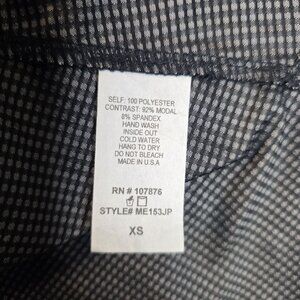 SELF: 100 POLYESTER
CONTRAST: 92% MODAL
8% SPANDEX
HAND WASH
INSIDE OUT
COLD WATER
HANG TO DRY
DO NOT BLEACH
MADE IN U.S.A
RN # 107876
STYLE# ME153JP
XS